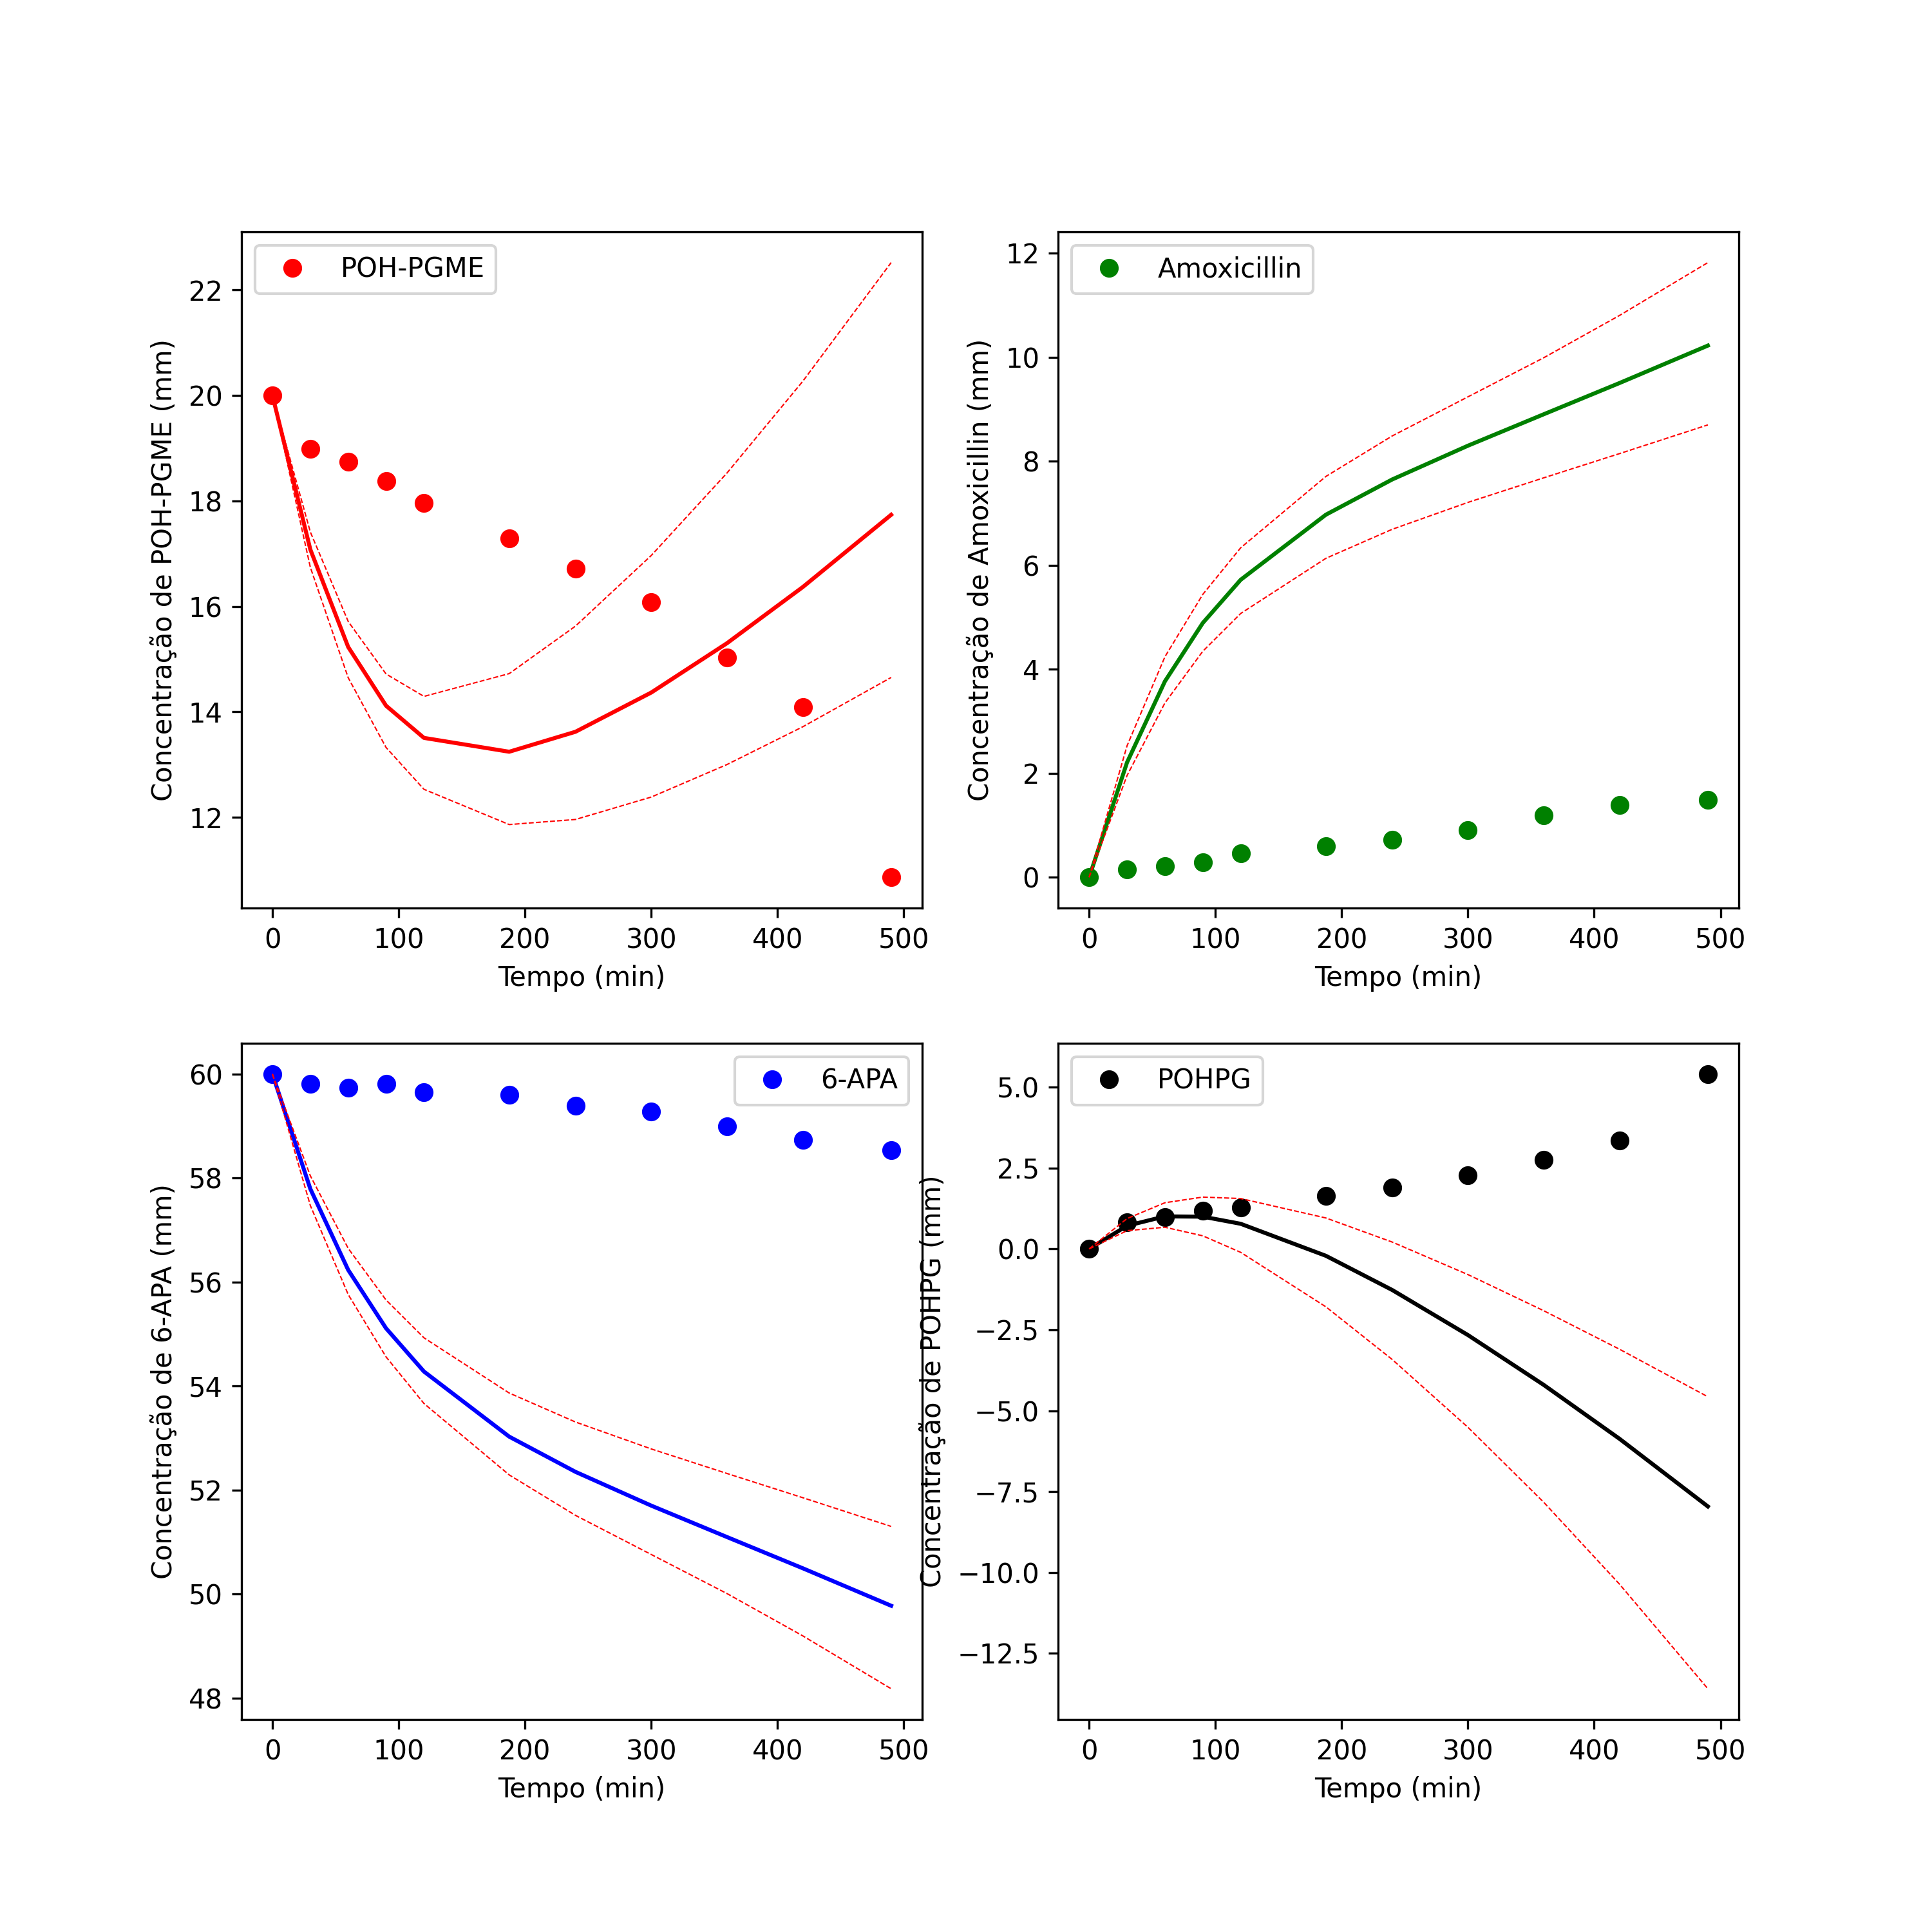 POH-PGME
Concentração de POH-PGME (mm)
22
20
18
16
14
12
0 100 200 300 400 500
Tempo (min)
Amoxicillin
Concentração de Amoxicillin (mm)
12
10
8
6
4
2
0
0 100 200 300 400 500
Tempo (min)
6-APA
Concentração de 6-APA (mm)
60
58
56
54
52
50
48
0 100 200 300 400 500
Tempo (min)
POHPG
Concentração de POHPG (mm)
5.0
2.5
0.0
−2.5
−5.0
−7.5
−10.0
−12.5
0 100 200 300 400 500
Tempo (min)